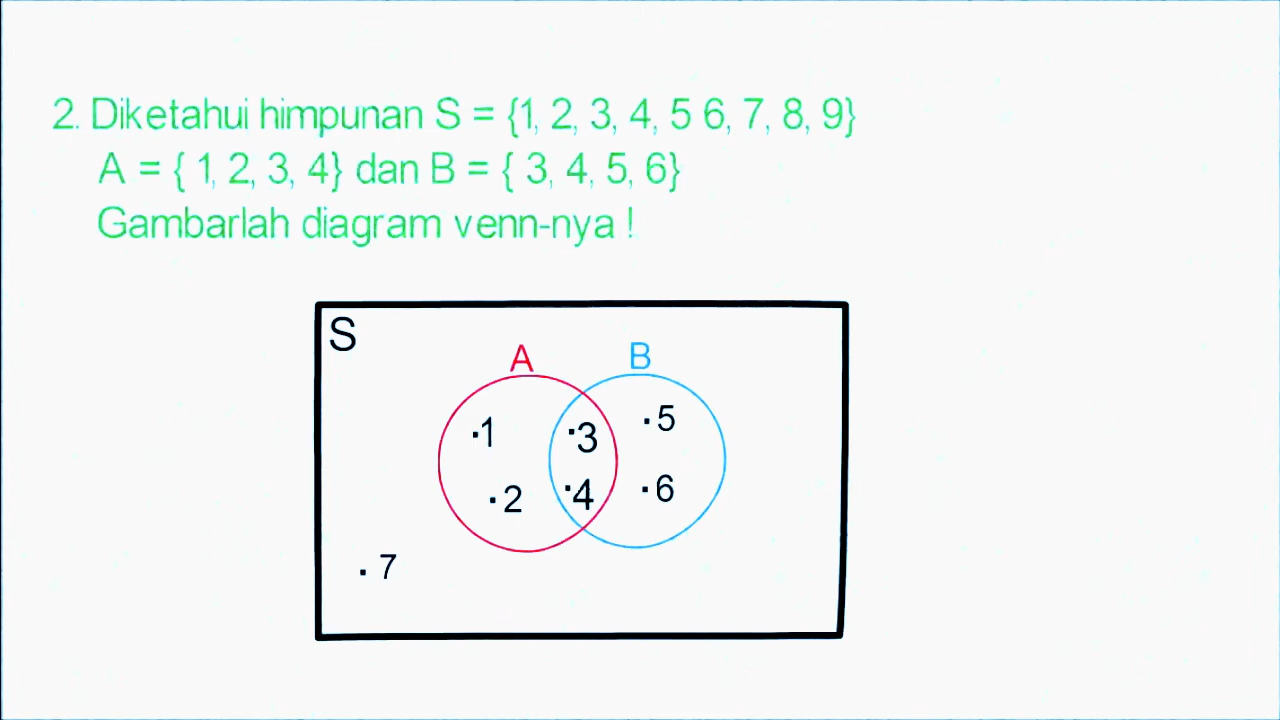 2. Diketahui himpunan S = {1, 2, 3, 4, 5 6, 7, 8, 9}
A = { 1, 2, 3, 4} dan B = { 3, 4, 5, 6}
Gambarlah diagram venn-nya !
S
A B
.1 .3 .5
.2 .4 .6
. 7